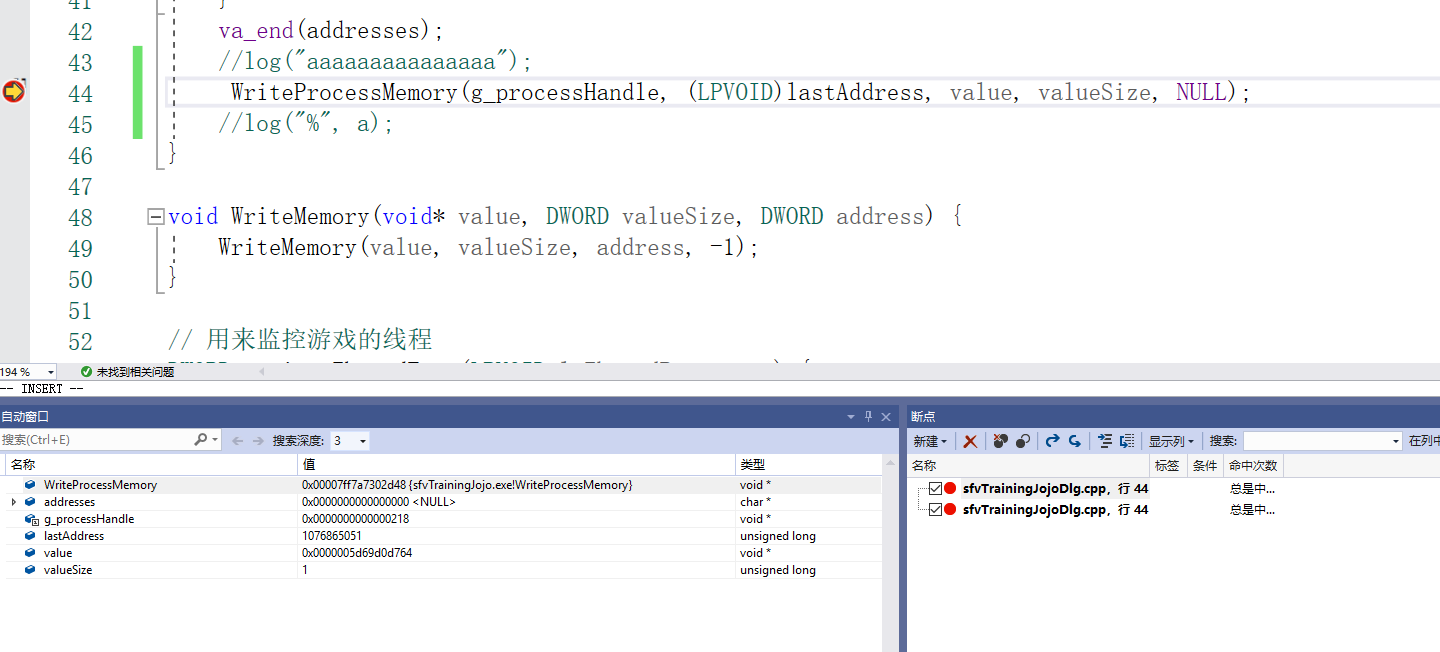 41 }
42 va_end(addresses);
43 //log("aaaaaaaaaaaaaaa");
44 WriteProcessMemory(g_processHandle, (LPVOID)lastAddress, value, valueSize, NULL);
45 //log("%", a);
46 }
47
48 void WriteMemory(void* value, DWORD valueSize, DWORD address) {
49 WriteMemory(value, valueSize, address, -1);
50 }
51
52 // 用来监控游戏的线程
194 % 未找到相关问题
-- INSERT --
自动窗口
搜索(Ctrl+E) 搜索深度: 3
名称 值 类型
WriteProcessMemory 0x00007ff7a7302d48 {sfvTrainingJojo.exe!WriteProcessMemory} void *
addresses 0x0000000000000000 <NULL> char *
g_processHandle 0x0000000000000218 void *
lastAddress 1076865051 unsigned long
value 0x0000005d69d0d764 void *
valueSize 1 unsigned long
断点
新建 显示列 搜索: 在列中
名称 标签 条件 命中次数
sfvTrainingJojoDlg.cpp，行 44 总是中...
sfvTrainingJojoDlg.cpp，行 44 总是中...